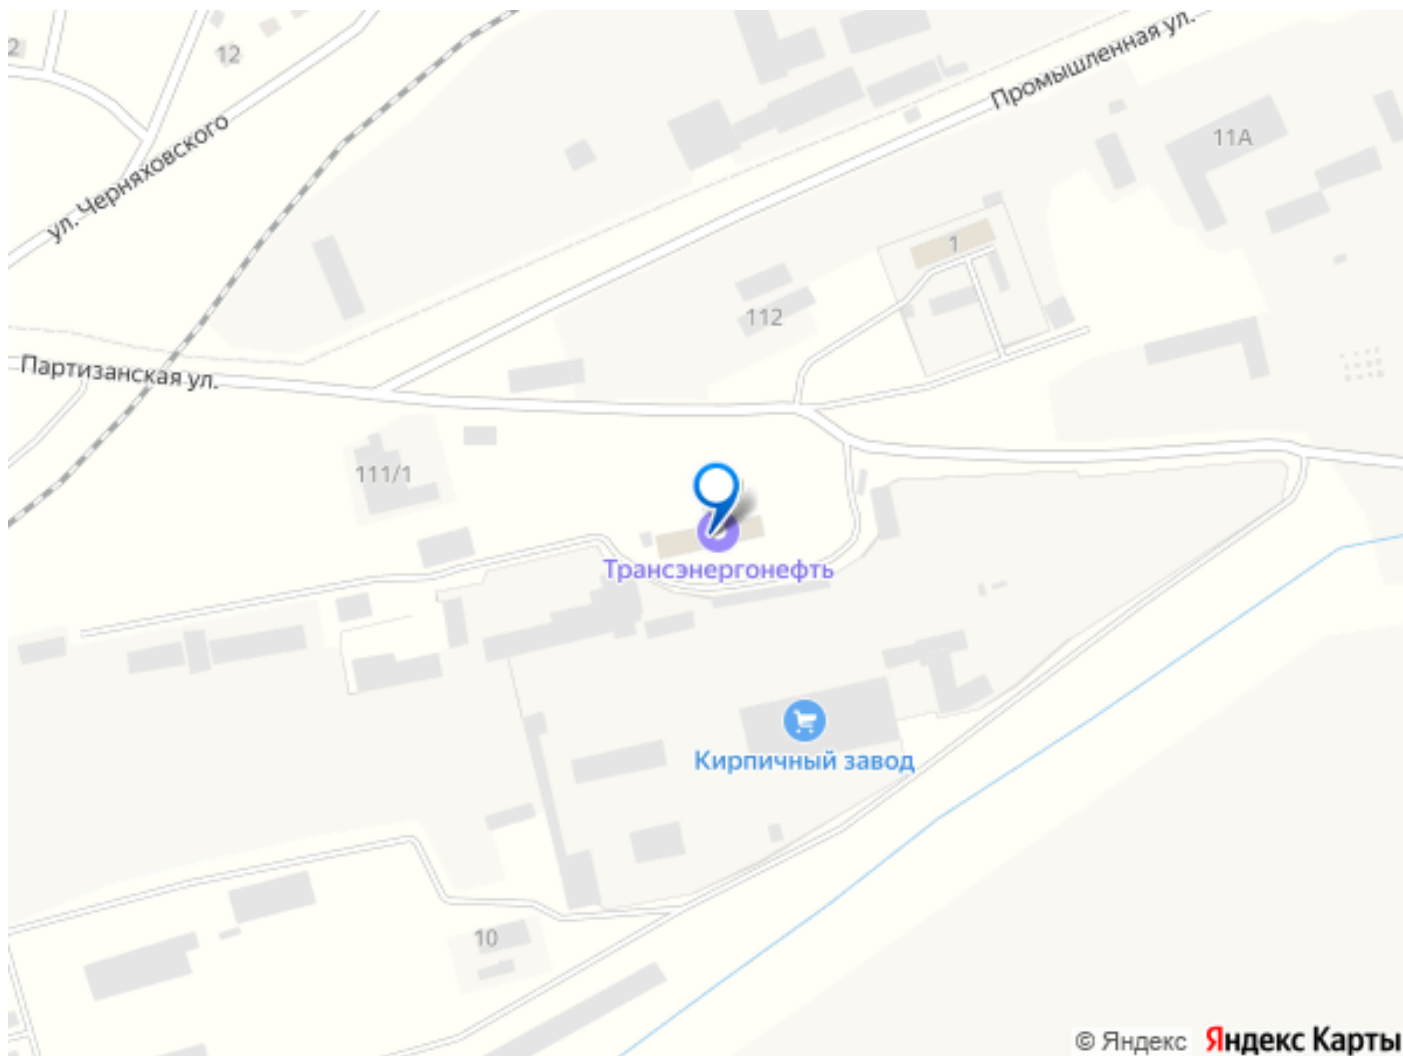 2
12
Промышленная ул.
ул. Черняховского
11А
1
112
Партизанская ул.
111/1
Трансэнергонефть
Кирпичный завод
10
© Яндекс Яндекс Карты